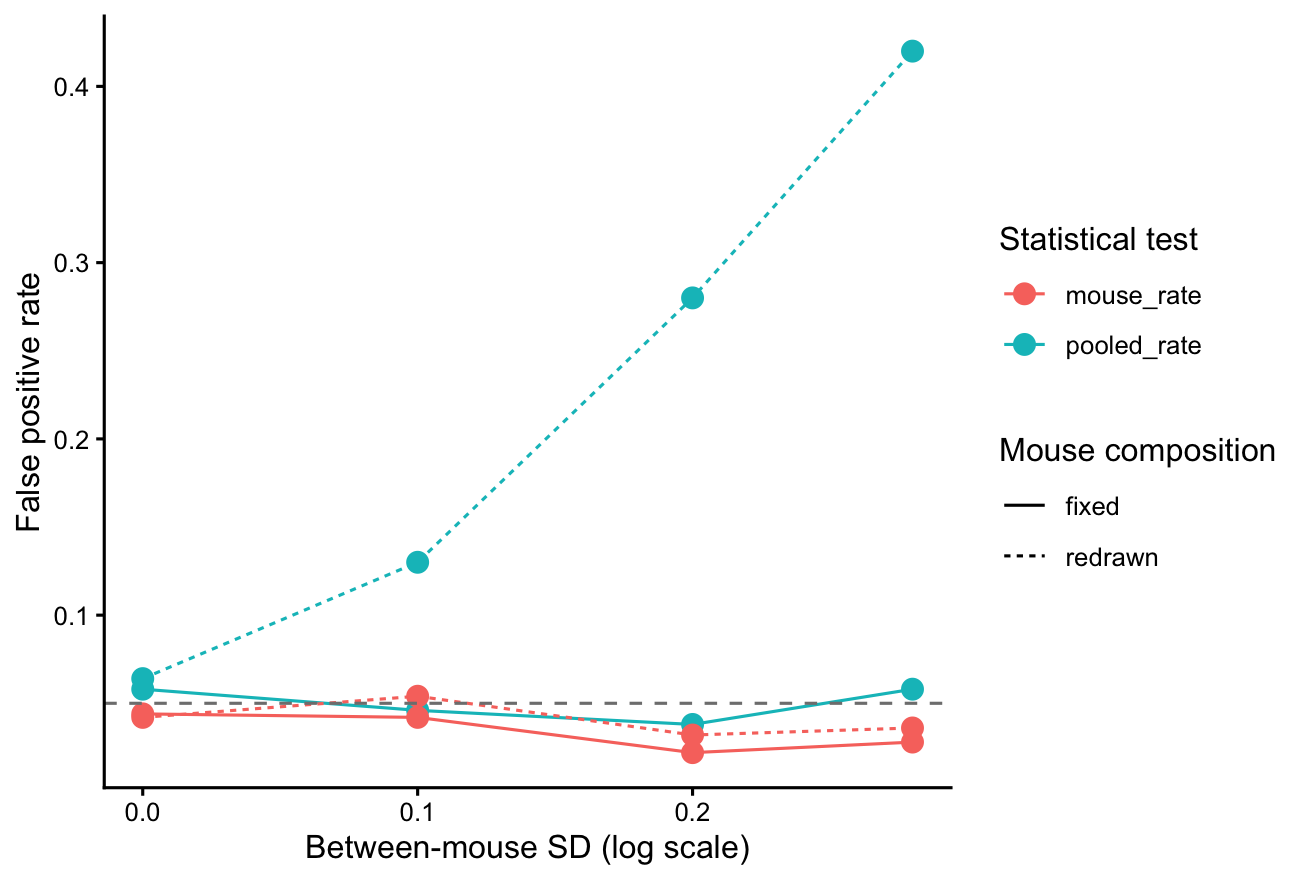 0.4
0.3
0.2
0.1
False positive rate
0.0
0.1
0.2
Between-mouse SD (log scale)
Statistical test
mouse_rate
pooled_rate
Mouse composition
fixed
redrawn